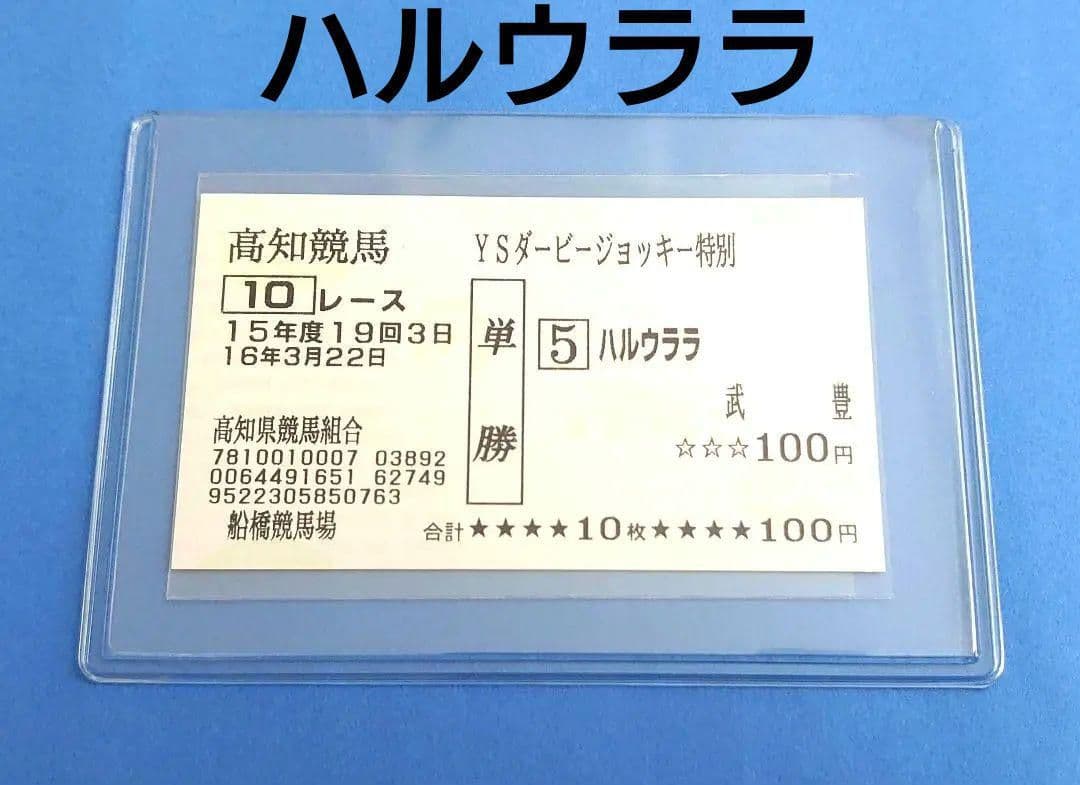 ハルウララ
高知競馬
10レース
15年度19回3日
16年3月22日
高知県競馬組合
7810010007 03892
0064491651 62749
9522305850763
船橋競馬場
YSダービージョッキー特別
単勝
5 ハルウララ
武 豊
☆☆☆100円
合計★★★★10枚★★★★100円